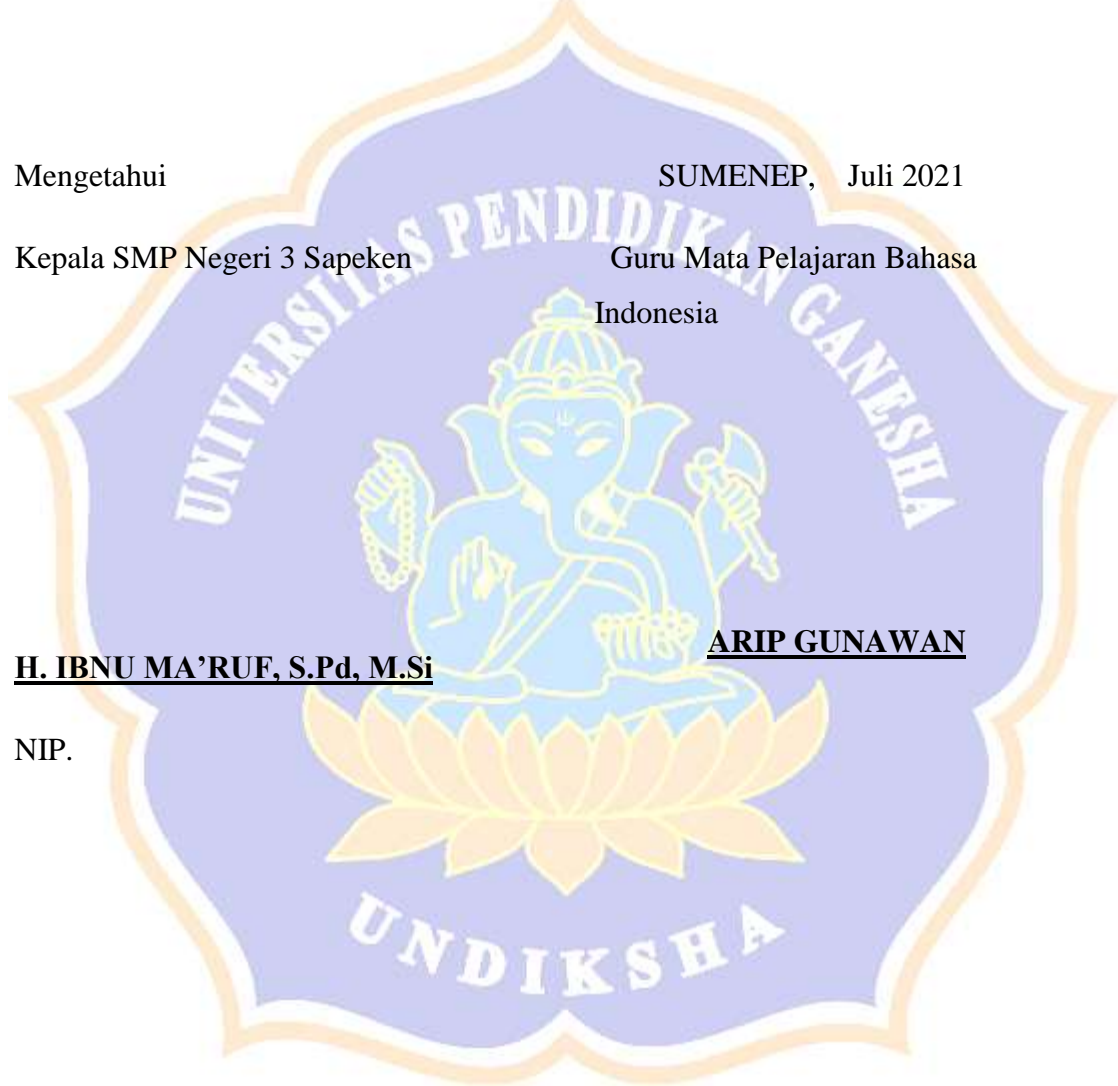 Mengetahui SUMENEP, Juli 2021
Kepala SMP Negeri 3 Sapeken Guru Mata Pelajaran Bahasa
Indonesia
UNIVERSITAS PENDIDIKAN GANESHA
ARIP GUNAWAN
H. IBNU MA’RUF, S.Pd, M.Si
NIP.
UNDIKSHA